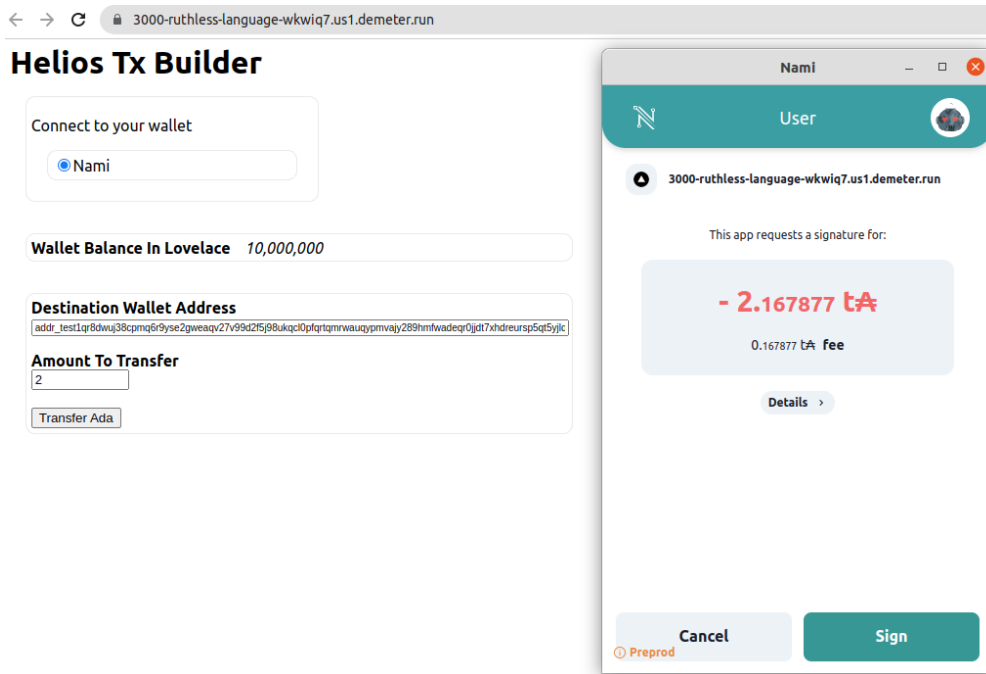 3000-ruthless-language-wkwiq7.us1.demeter.run
Helios Tx Builder
Connect to your wallet
Nami
Wallet Balance In Lovelace 10,000,000
Destination Wallet Address
addr_test1qr8dwuj38cpmq6r9yse2gweaqv27v99d2f5j98ukqcl0pfqrtqmrwauqypmvajy289hmfwadeqr0jjdt7xhdreursp5qt5yjlc
Amount To Transfer
2
Transfer Ada
Nami
User
3000-ruthless-language-wkwiq7.us1.demeter.run
This app requests a signature for:
- 2.167877 t₳
0.167877 t₳ fee
Details
Cancel
Sign
Preprod